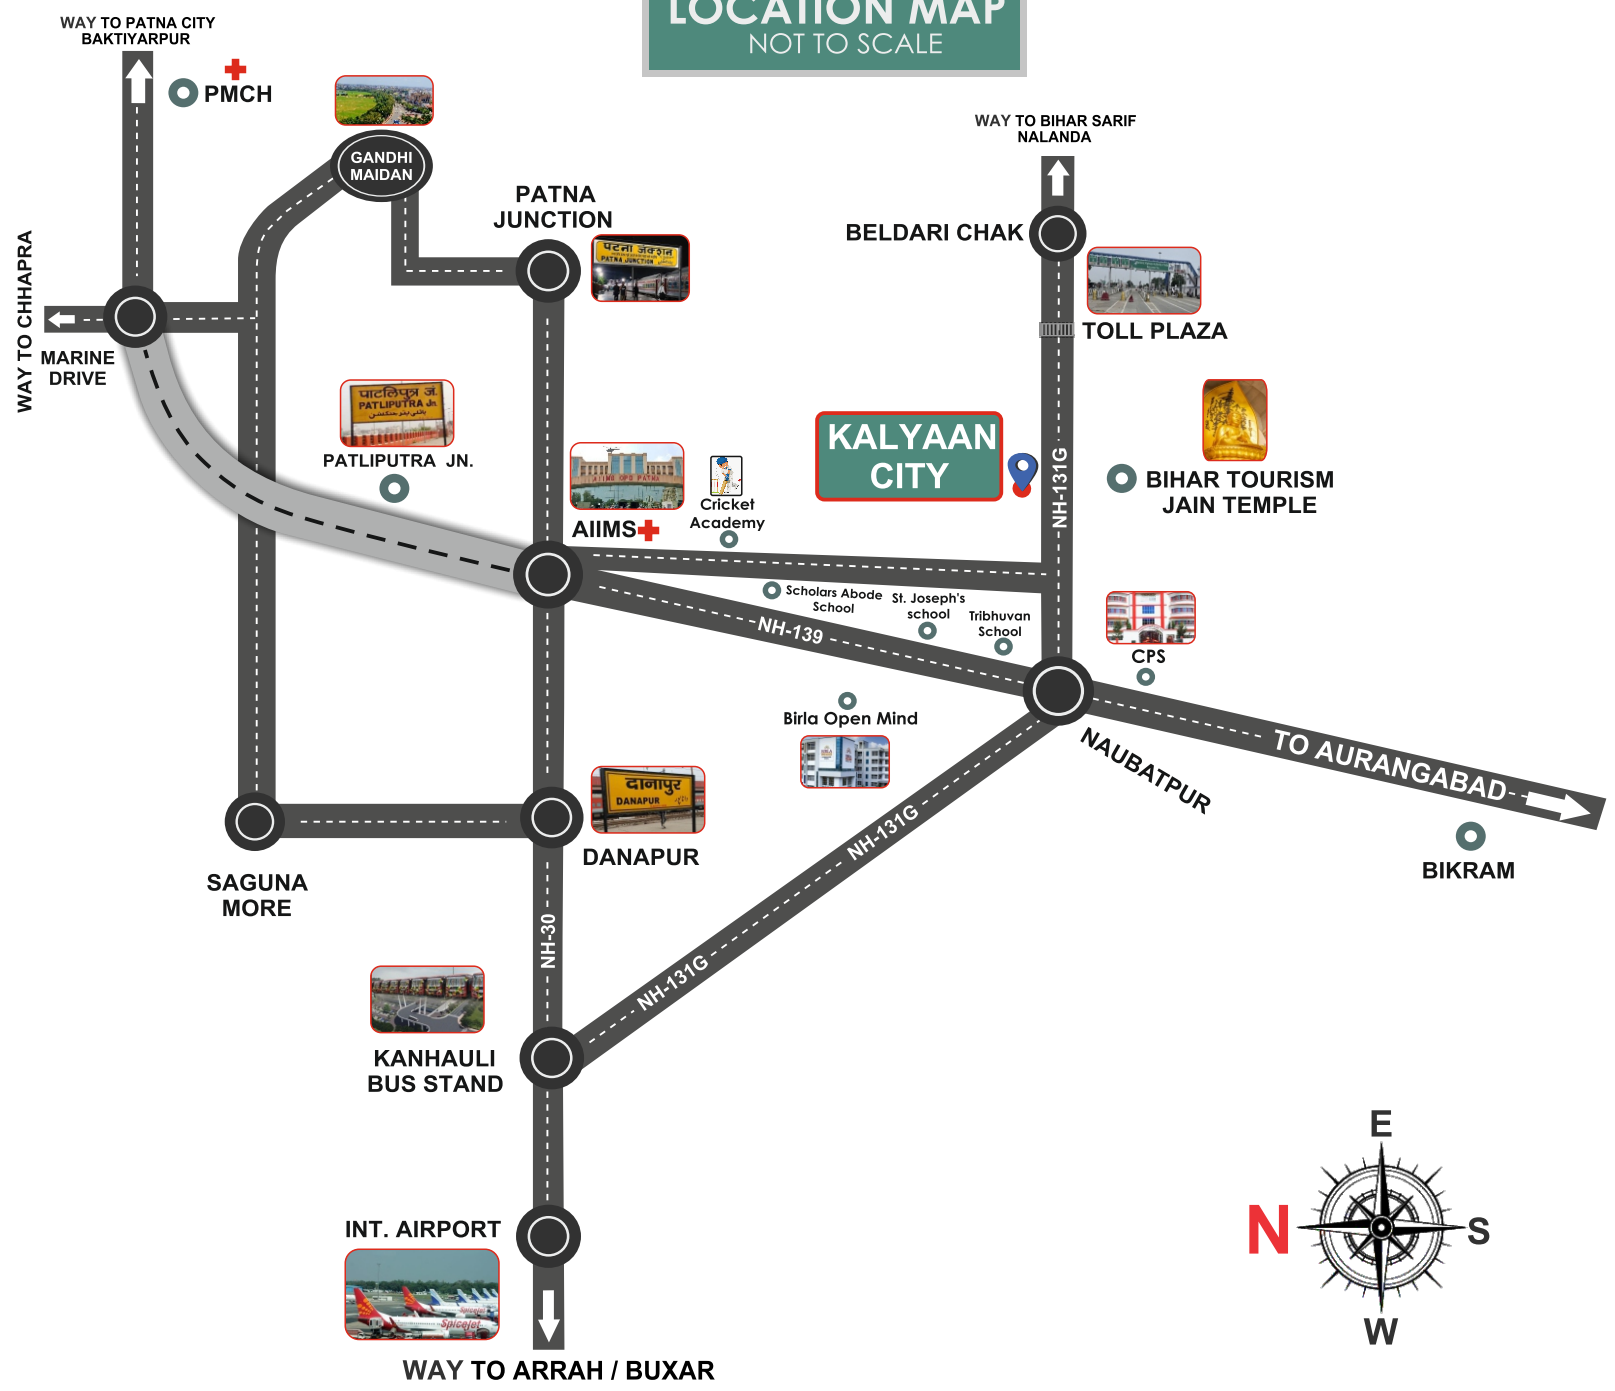 LOCATION MAP
NOT TO SCALE
WAY TO PATNA CITY
BAKTIYARPUR
PMCH
GANDHI
MAIDAN
PATNA
JUNCTION
पटना जंक्शन
PATNA JUNCTION
WAY TO BIHAR SARIF
NALANDA
BELDARI CHAK
TOLL PLAZA
WAY TO CHHAPRA
MARINE
DRIVE
पाटलिपुत्र जं.
PATLIPUTRA Jn.
PATLIPUTRA JN.
AIIMS OPD PATNA
AIIMS
Cricket
Academy
KALYAAN
CITY
NH-131G
BIHAR TOURISM
JAIN TEMPLE
Scholars Abode
School
St. Joseph's
school
Tribhuvan
School
NH-139
CPS
Birla Open Mind
NAUBATPUR
TO AURANGABAD
BIKRAM
दानापुर
DANAPUR
DANAPUR
SAGUNA
MORE
NH-30
NH-131G
NH-131G
KANHAULI
BUS STAND
INT. AIRPORT
SpiceJet
WAY TO ARRAH / BUXAR
E
N
S
W